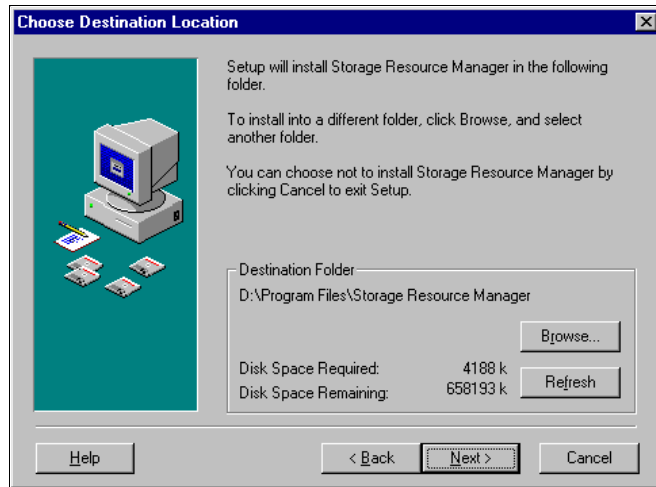 Choose Destination Location
Setup will install Storage Resource Manager in the following
folder.
To install into a different folder, click Browse, and select
another folder.
You can choose not to install Storage Resource Manager by
clicking Cancel to exit Setup.
Destination Folder
D:\Program Files\Storage Resource Manager
Browse...
Disk Space Required: 4188 k
Disk Space Remaining: 658193 k
Refresh
Help
< Back
Next >
Cancel